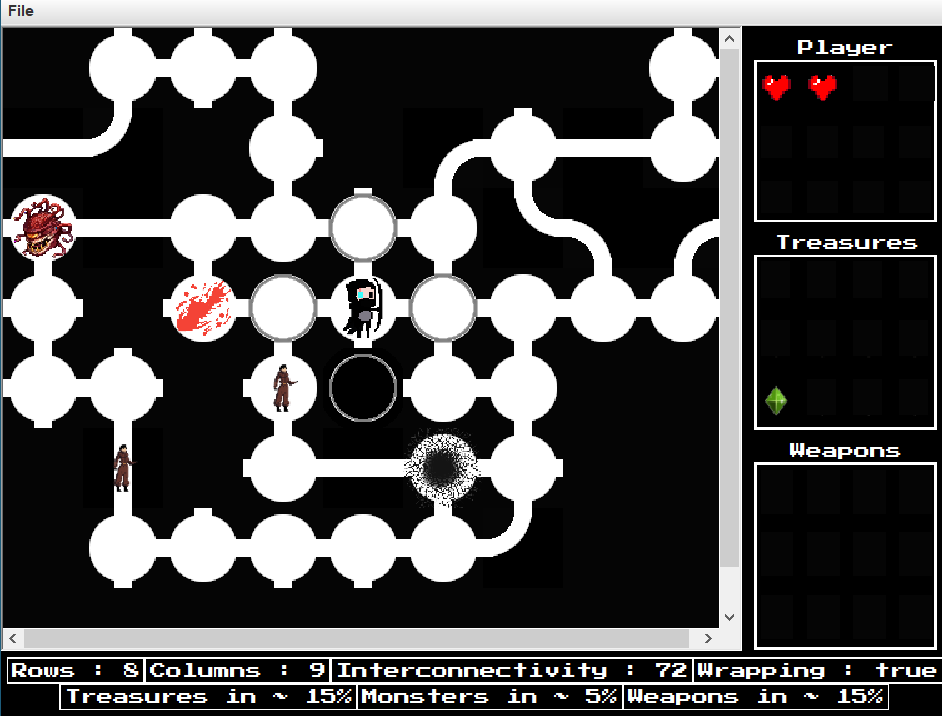 File
Player
Treasures
Weapons
Rows : 8 Columns : 9 Interconnectivity : 72 Wrapping : true
Treasures in ~ 15% Monsters in ~ 5% Weapons in ~ 15%